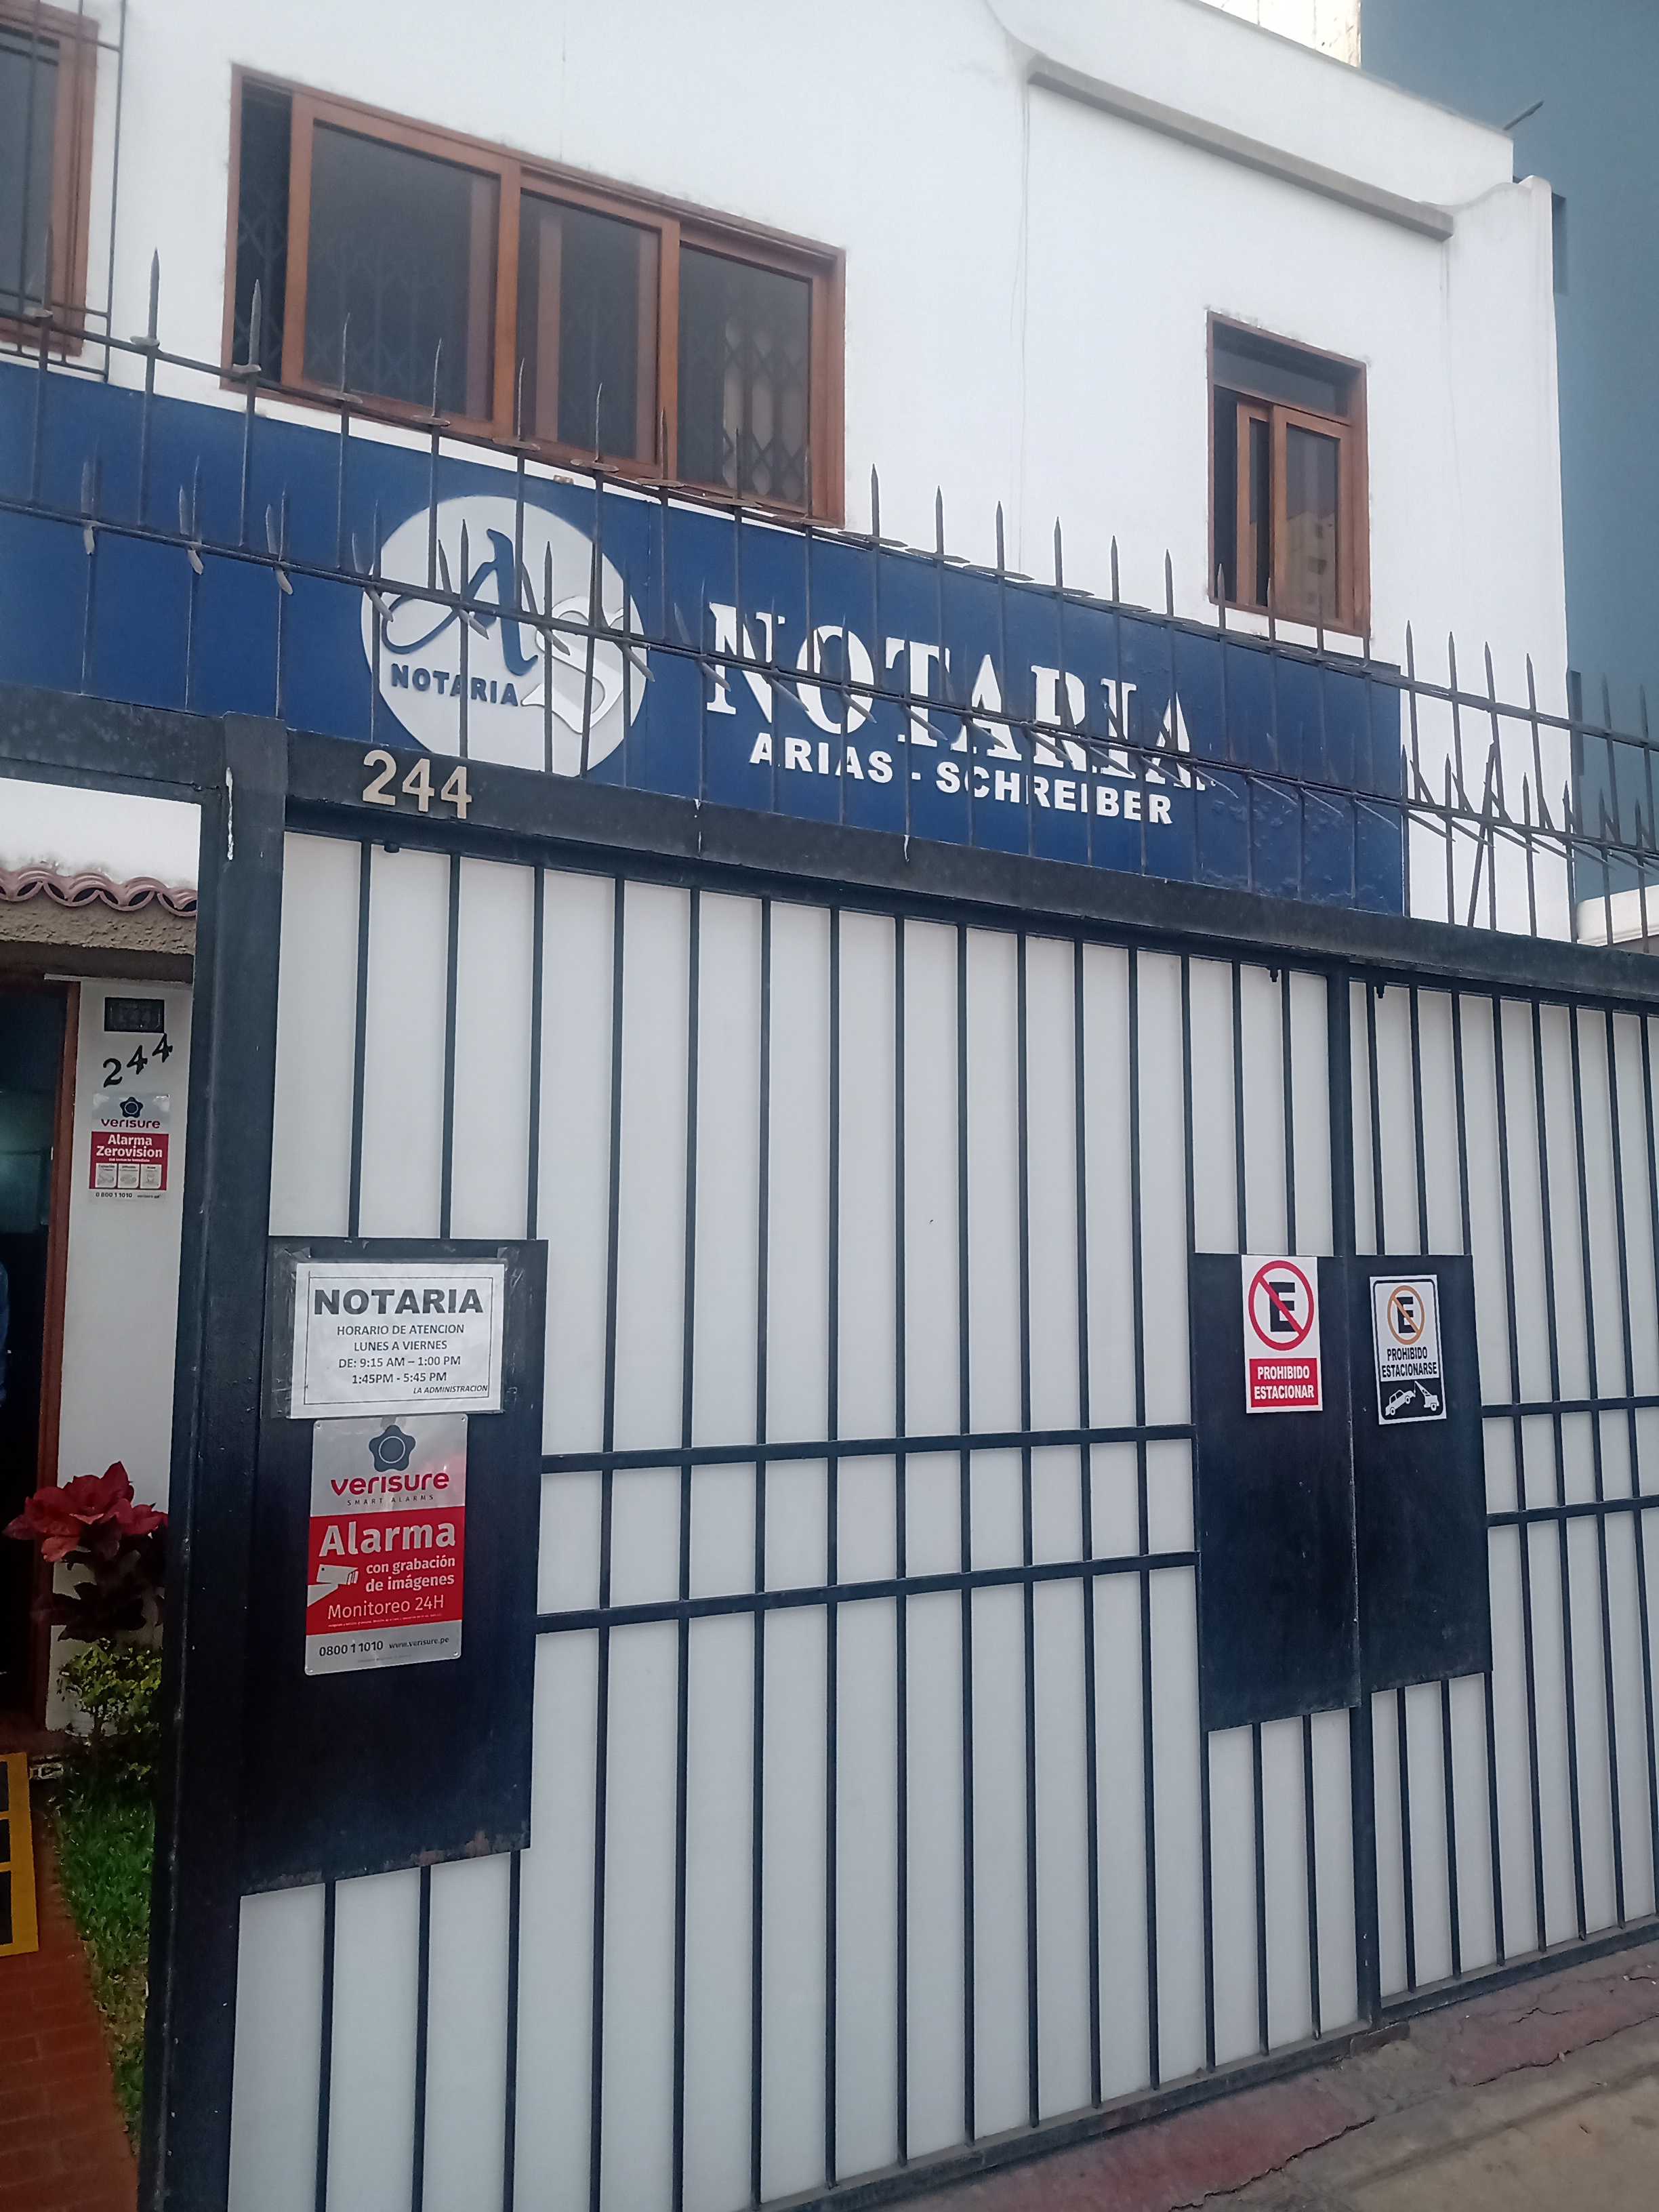 AS
NOTARIA
NOTARIA
ARIAS - SCHREIBER
244
244
verisure
Alarma
Zerovision
0800 1 1010
NOTARIA
HORARIO DE ATENCION
LUNES A VIERNES
DE: 9:15 AM – 1:00 PM
1:45PM - 5:45 PM
LA ADMINISTRACION
verisure
SMART ALARMS
Alarma
con grabación
de imágenes
Monitoreo 24H
0800 1 1010 www.verisure.pe
E
PROHIBIDO
ESTACIONAR
E
PROHIBIDO
ESTACIONARSE